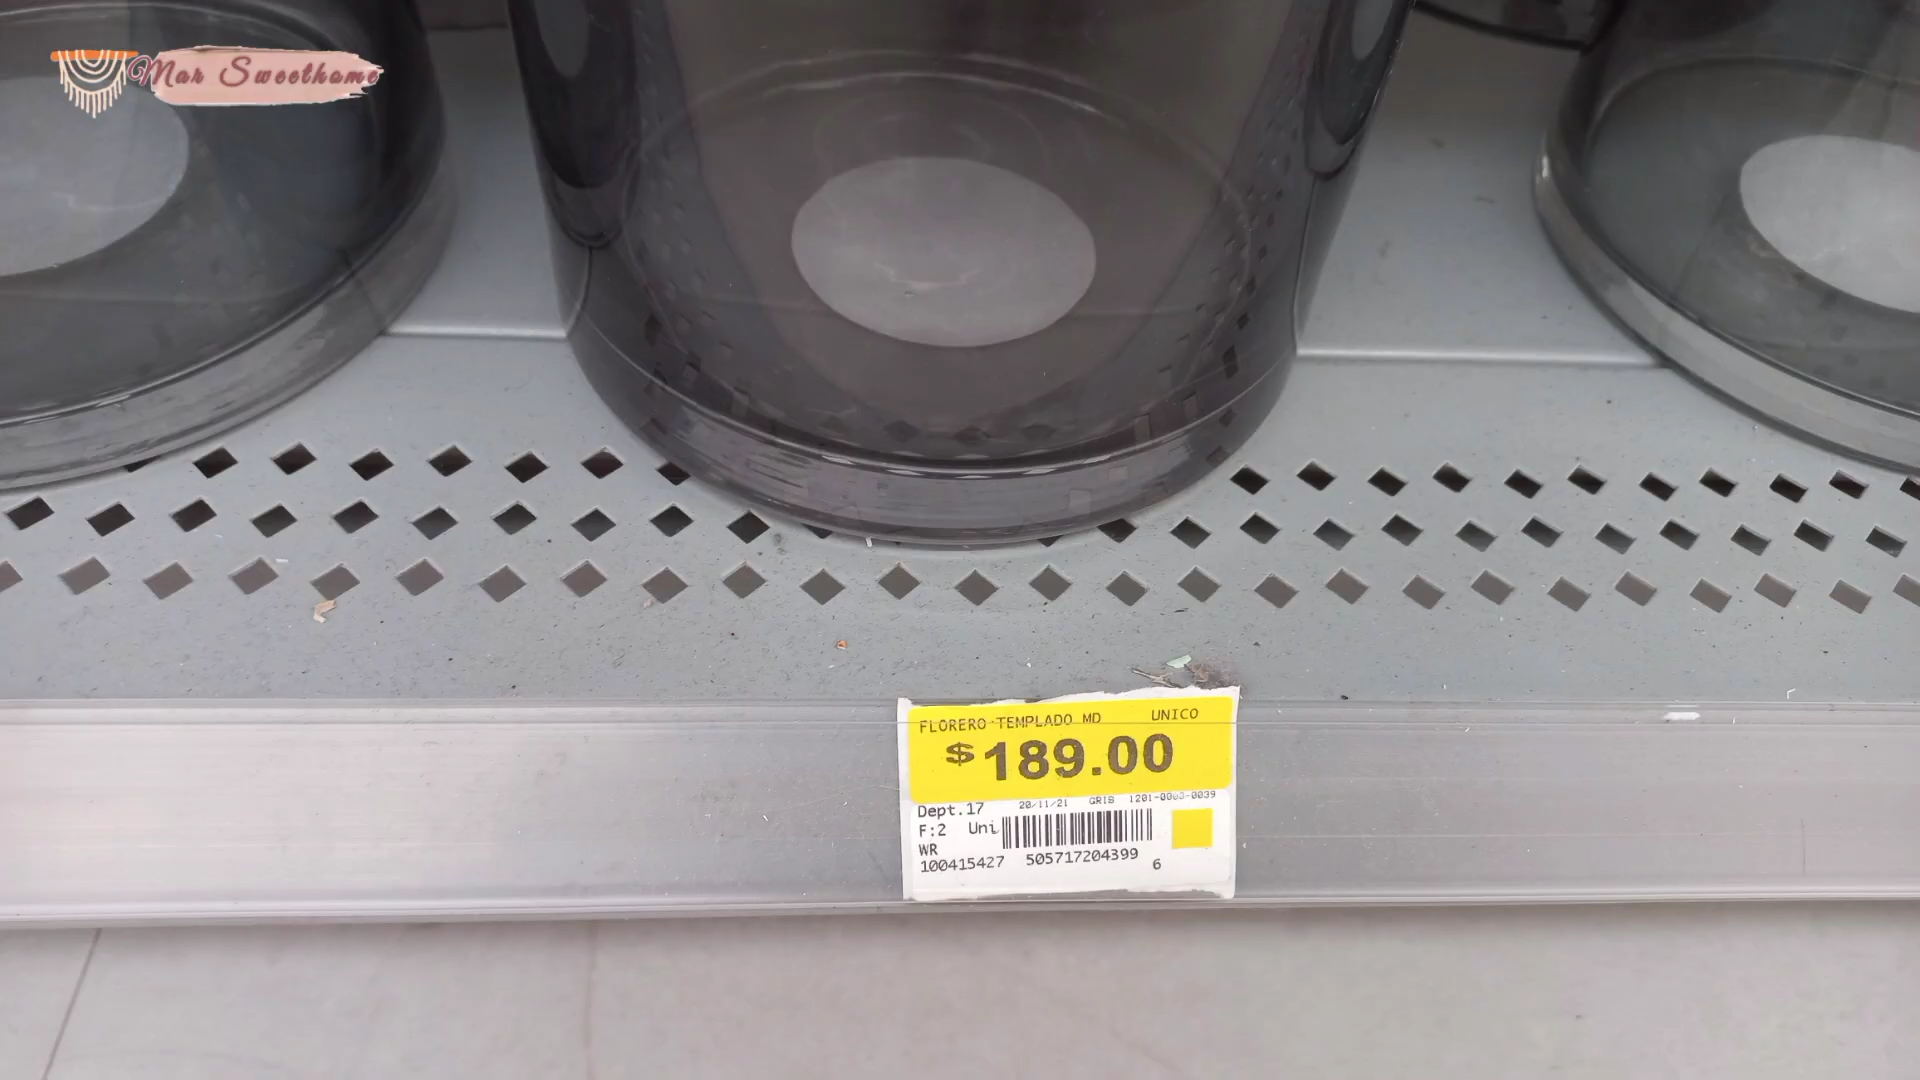 Mar Sweethome
FLORERO TEMPLADO MD UNICO
$189.00
Dept.17 20/11/21 GRIS 1201-0003-0039
F:2 Uni
WR
100415427 505717204399 6